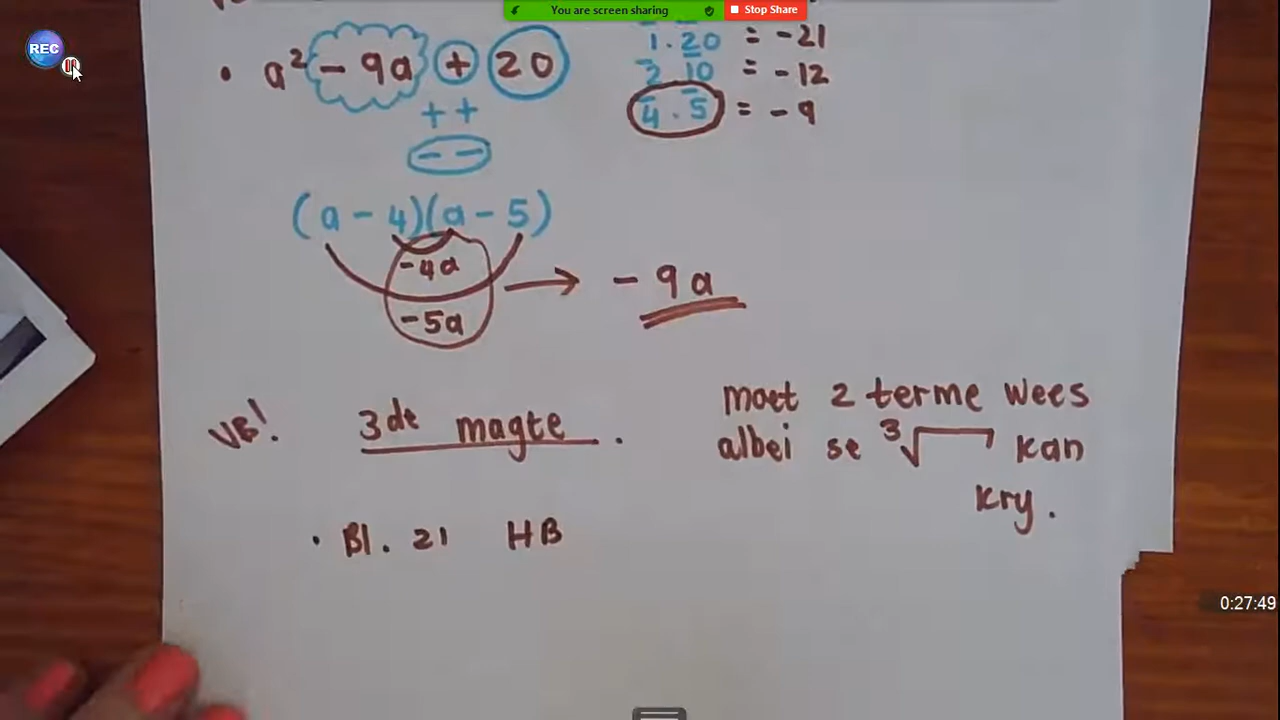 You are screen sharing
Stop Share
REC
1.20 = -21
• a² - 9a + 20
2 10 = -12
4.5 = -9
+ +
- -
(a - 4)(a - 5)
-4a
→ - 9a
-5a
VB! 3de magte.
moet 2 terme wees
albei se ³√ kan
kry.
• Bl. 21 HB
0:27:49